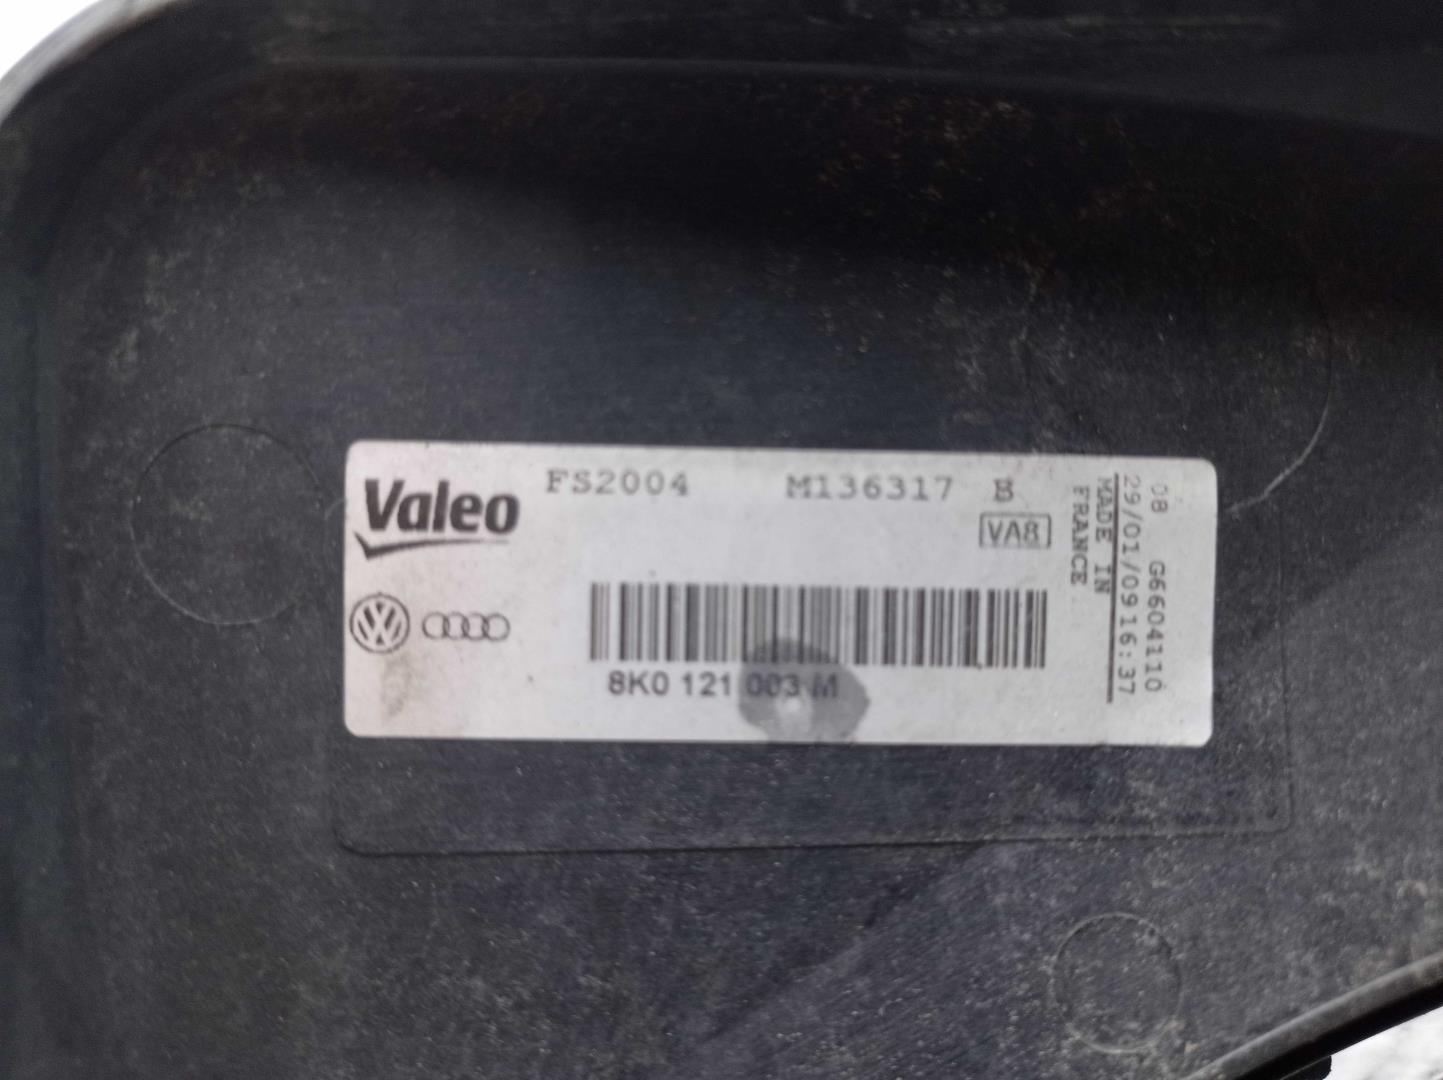 Valeo
FS2004 M136317 B
VA8
8K0 121 003 M
08 G6604110
29/01/09 16:37
MADE IN
FRANCE